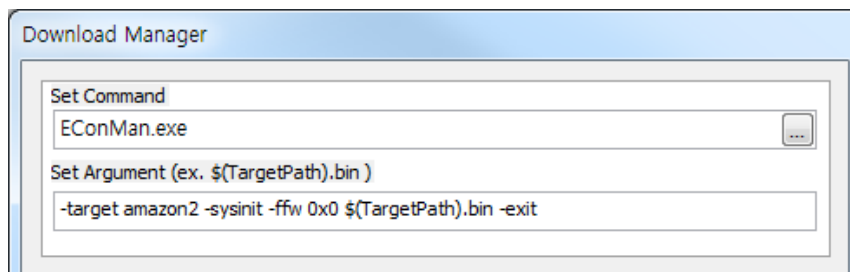 Download Manager
Set Command
EConMan.exe
...
Set Argument (ex. $(TargetPath).bin )
-target amazon2 -sysinit -ffw 0x0 $(TargetPath).bin -exit